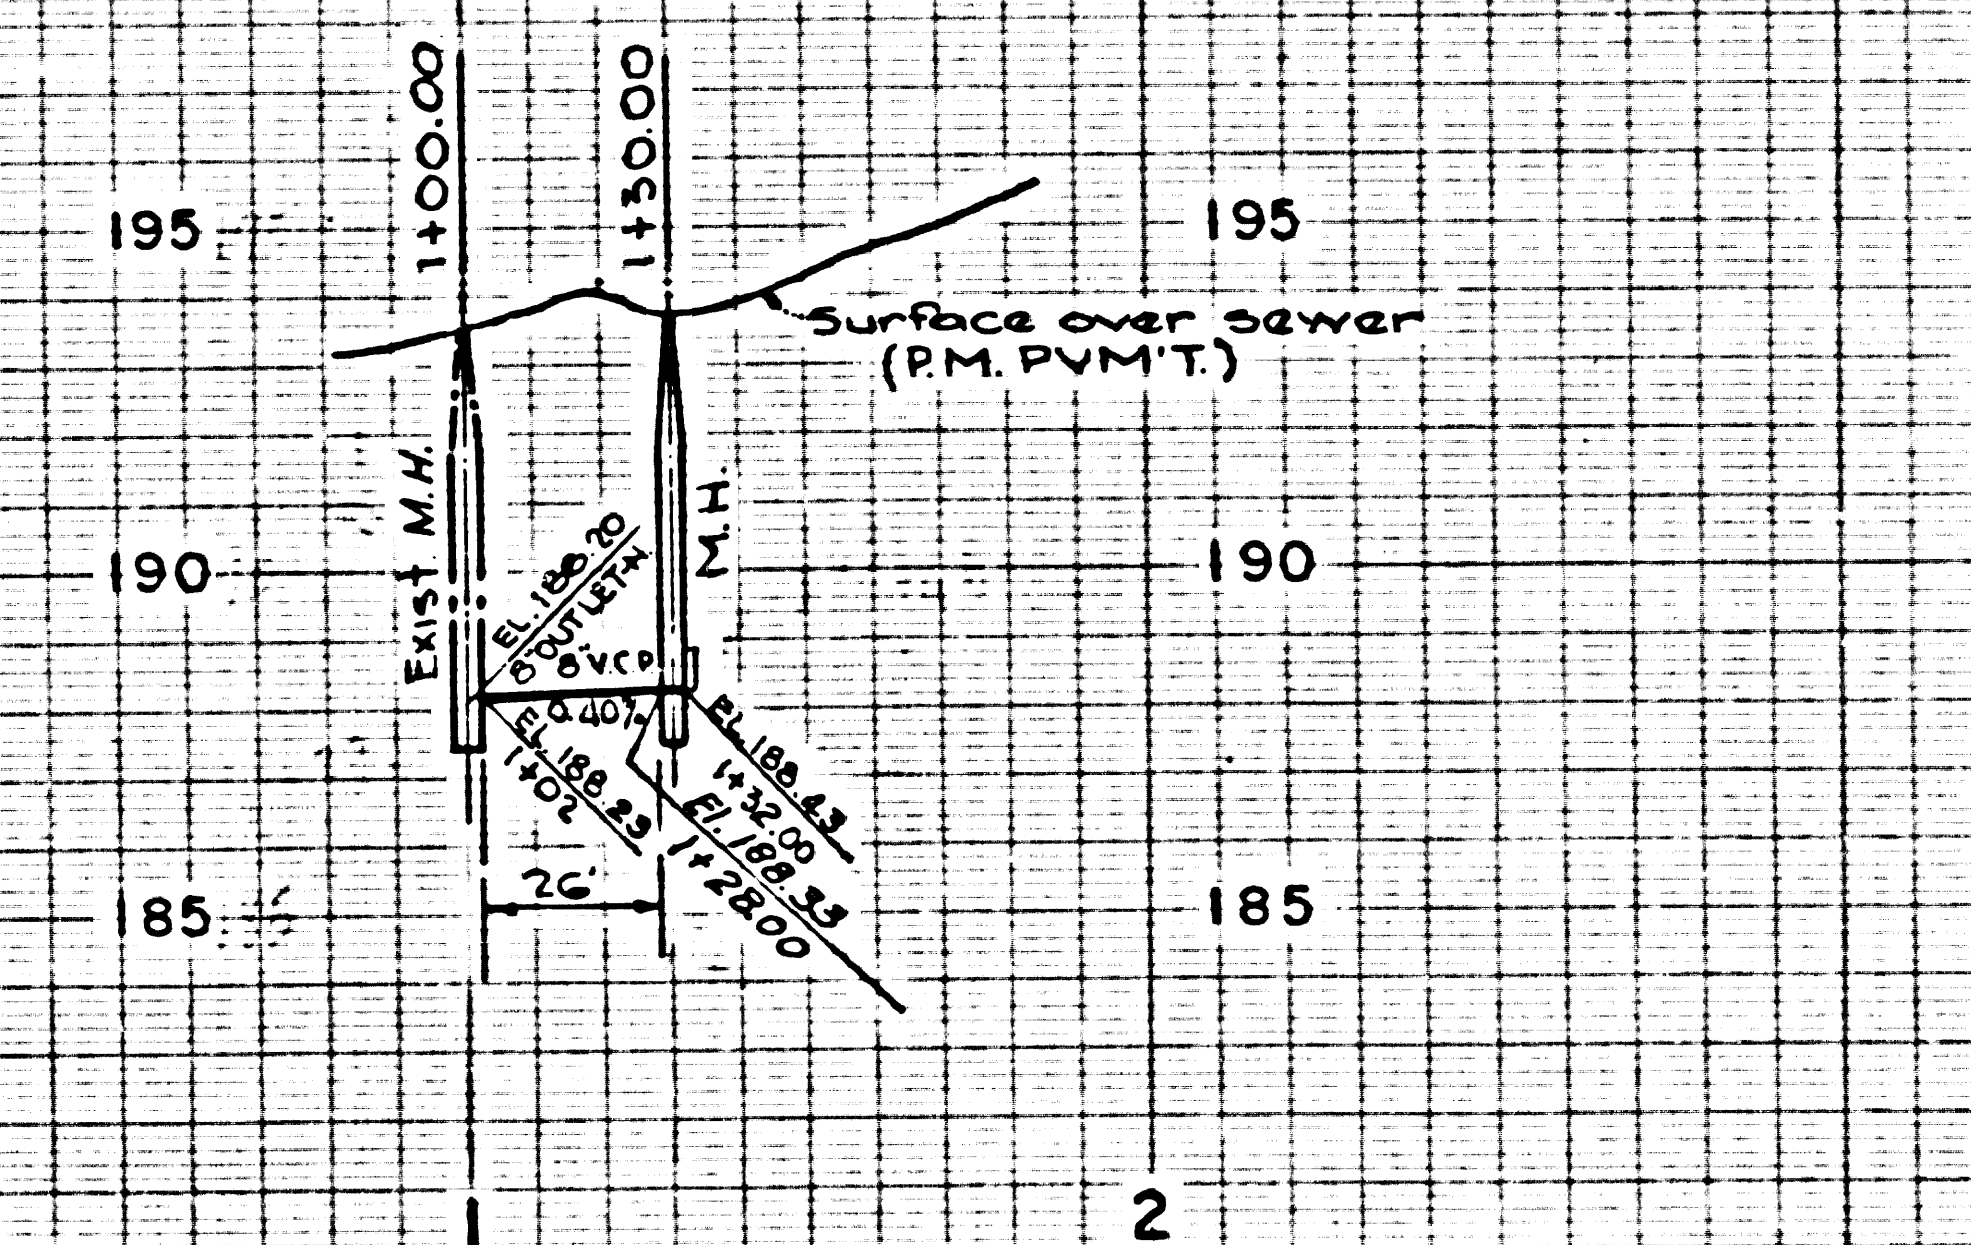 1+00.00
1+30.00
195
195
Surface over sewer
(P.M. PVM'T.)
Exist. M.H.
M.H.
190
190
EL. 188.20
8" OUTLET-N
8" V.C.P.
0.40%
EL. 188.23
1+02
EL. 188.43
1+32.00
El. 188.33
1+28.00
26'
185
185
1
2